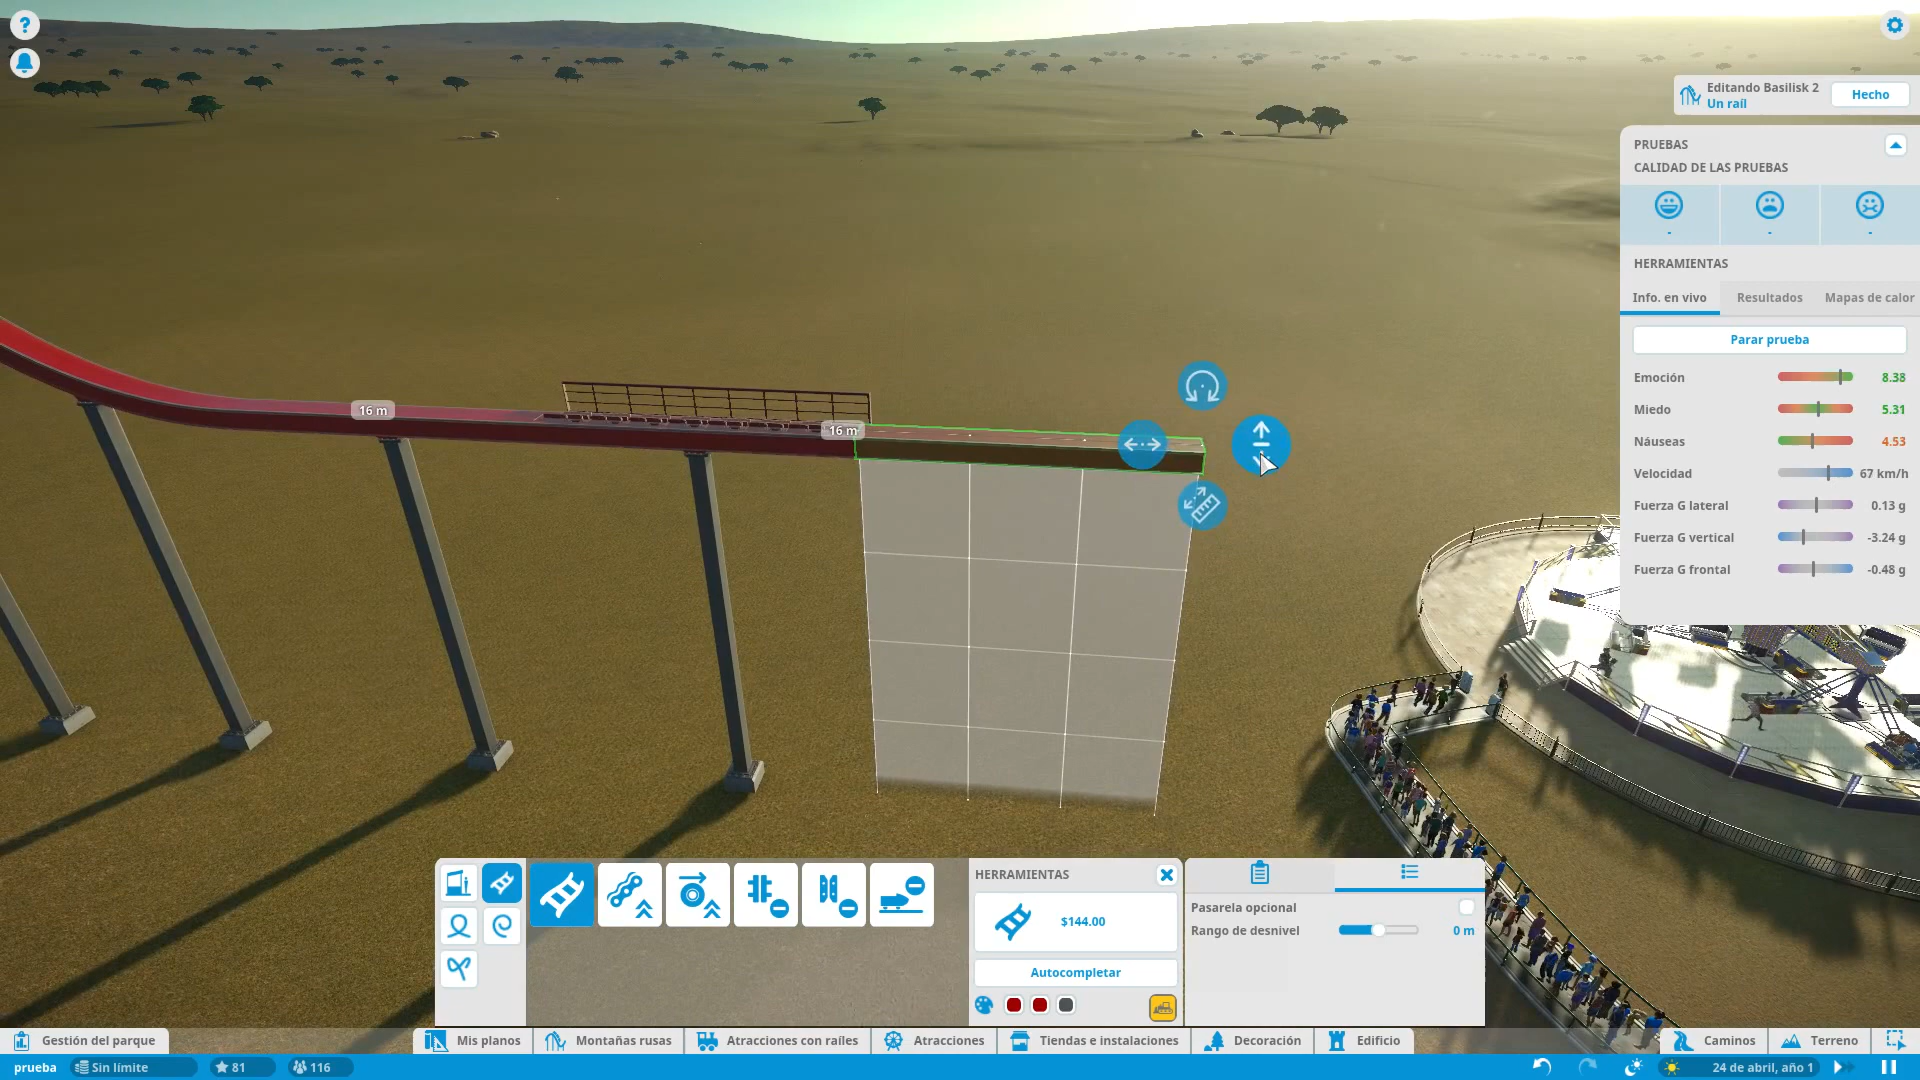 ?
Editando Basilisk 2
Un raíl
Hecho
PRUEBAS
CALIDAD DE LAS PRUEBAS
- - -
HERRAMIENTAS
Info. en vivo Resultados Mapas de calor
Parar prueba
Emoción 8.38
Miedo 5.31
Náuseas 4.53
Velocidad 67 km/h
Fuerza G lateral 0.13 g
Fuerza G vertical -3.24 g
Fuerza G frontal -0.48 g
16 m
16 m
HERRAMIENTAS
$144.00
Autocompletar
Pasarela opcional
Rango de desnivel 0 m
Gestión del parque Mis planos Montañas rusas Atracciones con raíles Atracciones Tiendas e instalaciones Decoración Edificio Caminos Terreno
prueba Sin límite 81 116 24 de abril, año 1